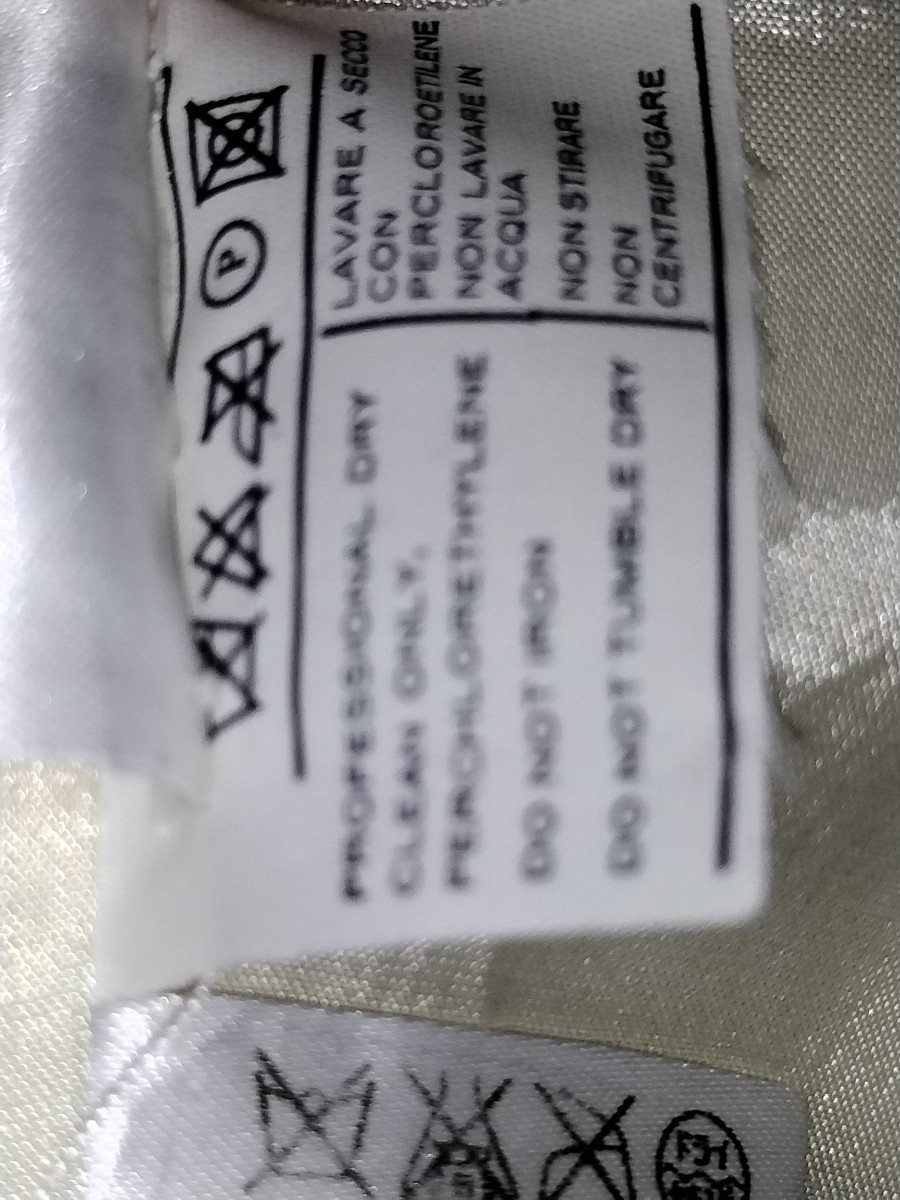 P
PROFESSIONAL DRY
CLEAN ONLY,
PERCHLORETHYLENE
DO NOT IRON
DO NOT TUMBLE DRY
LAVARE A SECCO
CON
PERCLOROETILENE
NON LAVARE IN
ACQUA
NON STIRARE
NON
CENTRIFUGARE